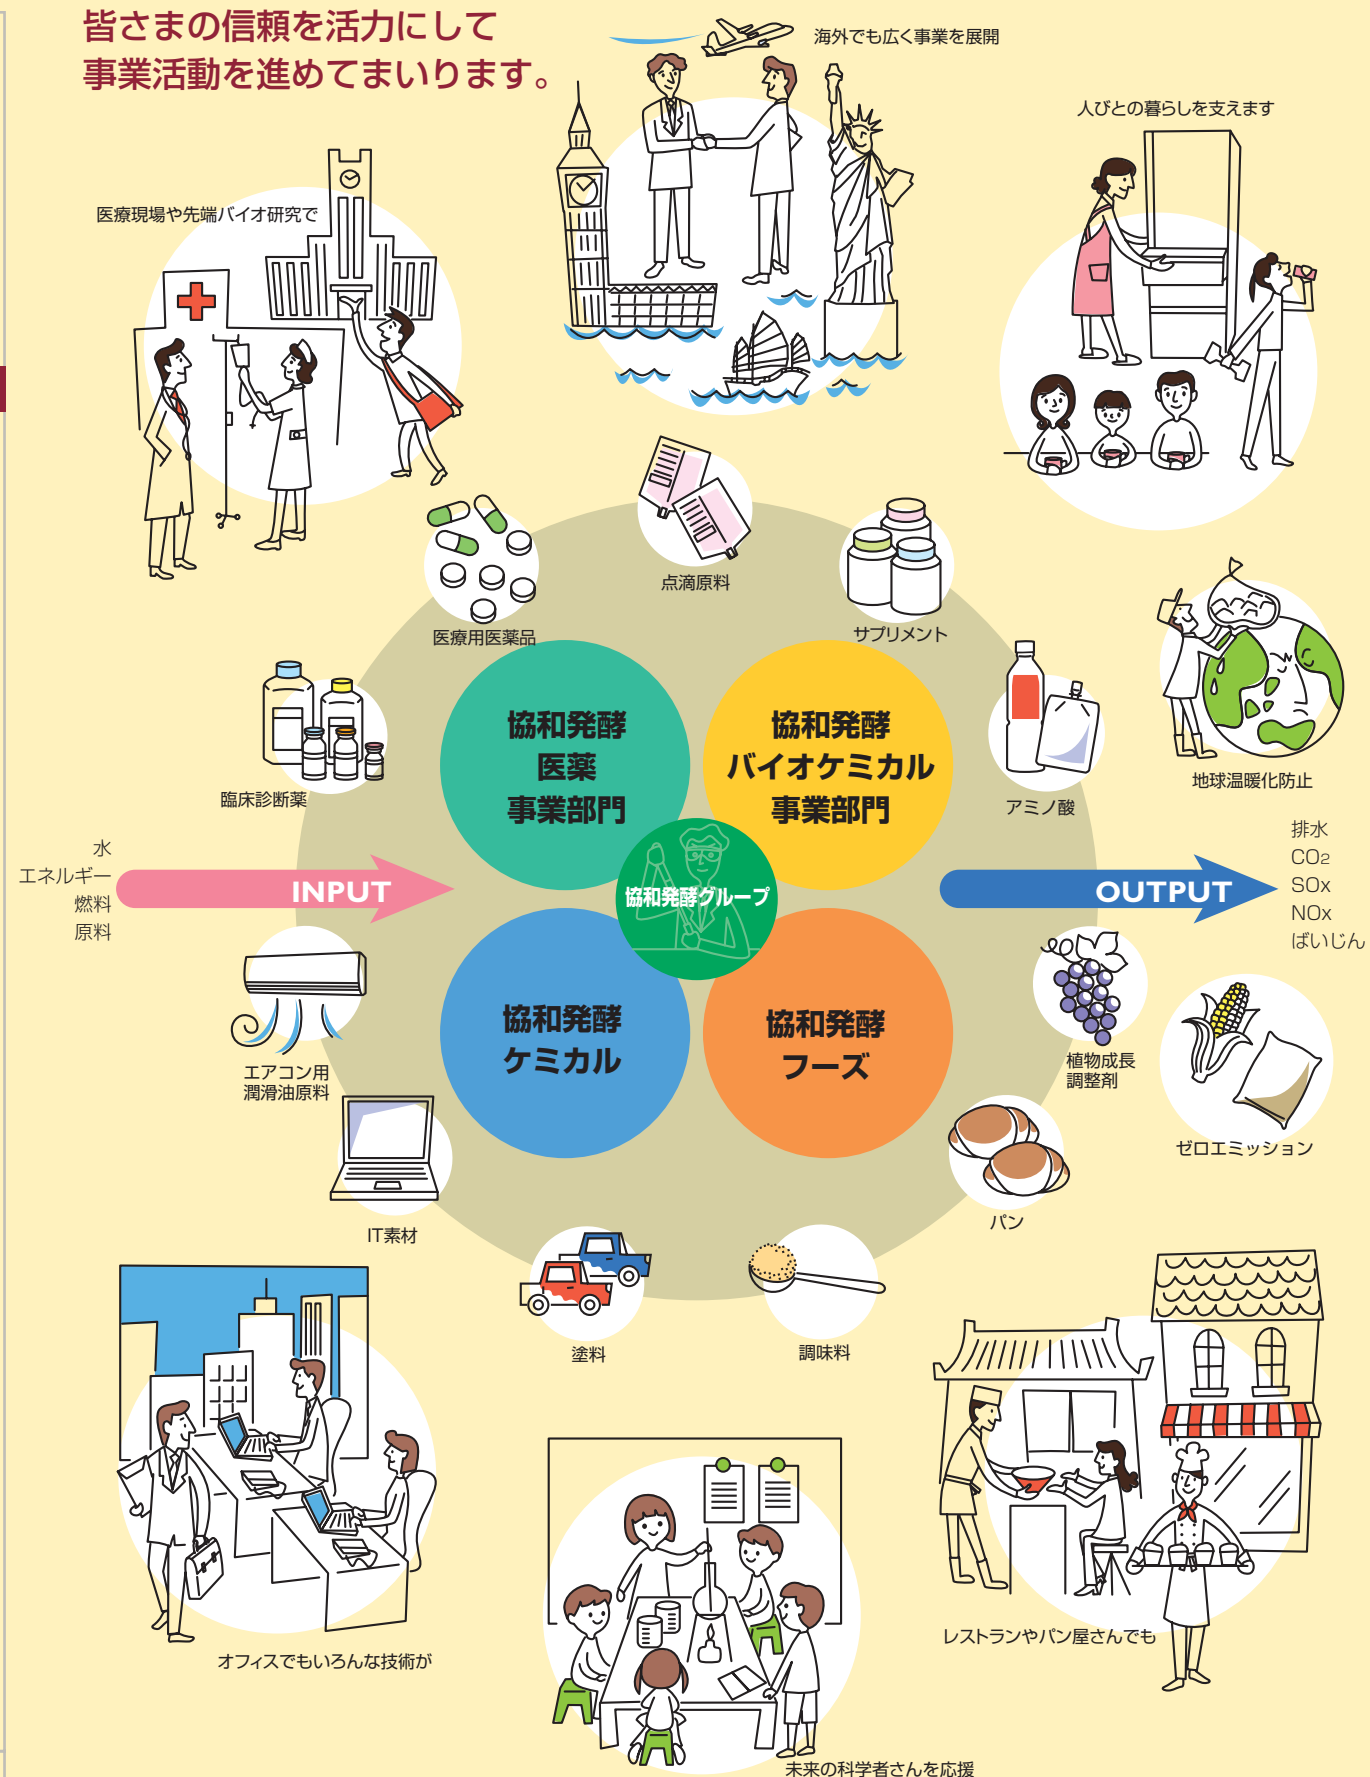 皆さまの信頼を活力にして
事業活動を進めてまいります。
海外でも広く事業を展開
人びとの暮らしを支えます
医療現場や先端バイオ研究で
点滴原料
医療用医薬品
サプリメント
臨床診断薬
アミノ酸
地球温暖化防止
協和発酵
医薬
事業部門
協和発酵
バイオケミカル
事業部門
水
エネルギー
燃料
原料
INPUT
協和発酵グループ
OUTPUT
排水
CO2
SOx
NOx
ばいじん
協和発酵
ケミカル
協和発酵
フーズ
エアコン用
潤滑油原料
植物成長
調整剤
ゼロエミッション
IT素材
パン
塗料
調味料
オフィスでもいろんな技術が
レストランやパン屋さんでも
未来の科学者さんを応援